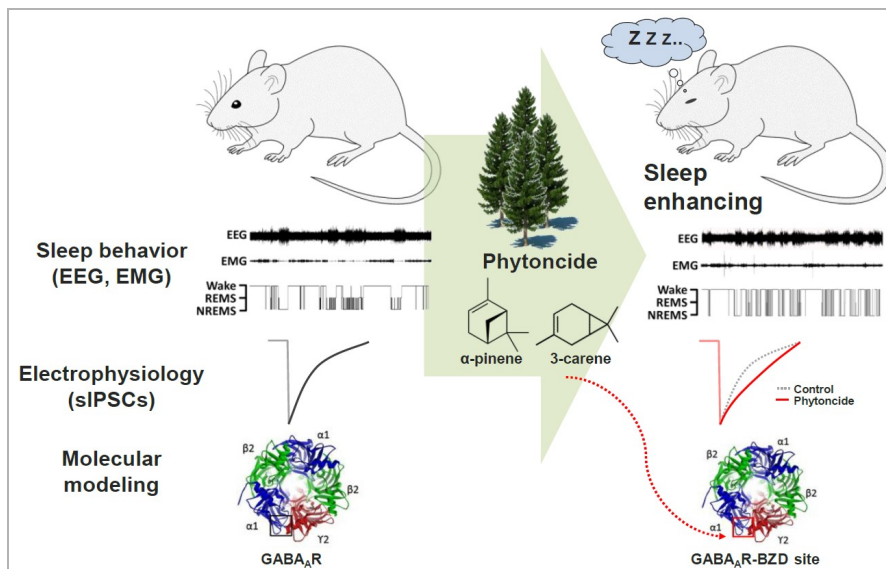 Z Z Z..
Sleep
enhancing
Sleep behavior
(EEG, EMG)
EEG
EMG
Wake
REMS
NREMS
Phytoncide
α-pinene
3-carene
EEG
EMG
Wake
REMS
NREMS
Electrophysiology
(sIPSCs)
Control
Phytoncide
Molecular
modeling
α1
β2
β2
α1
ϒ2
GABAAR
α1
β2
β2
α1
ϒ2
GABAAR-BZD site